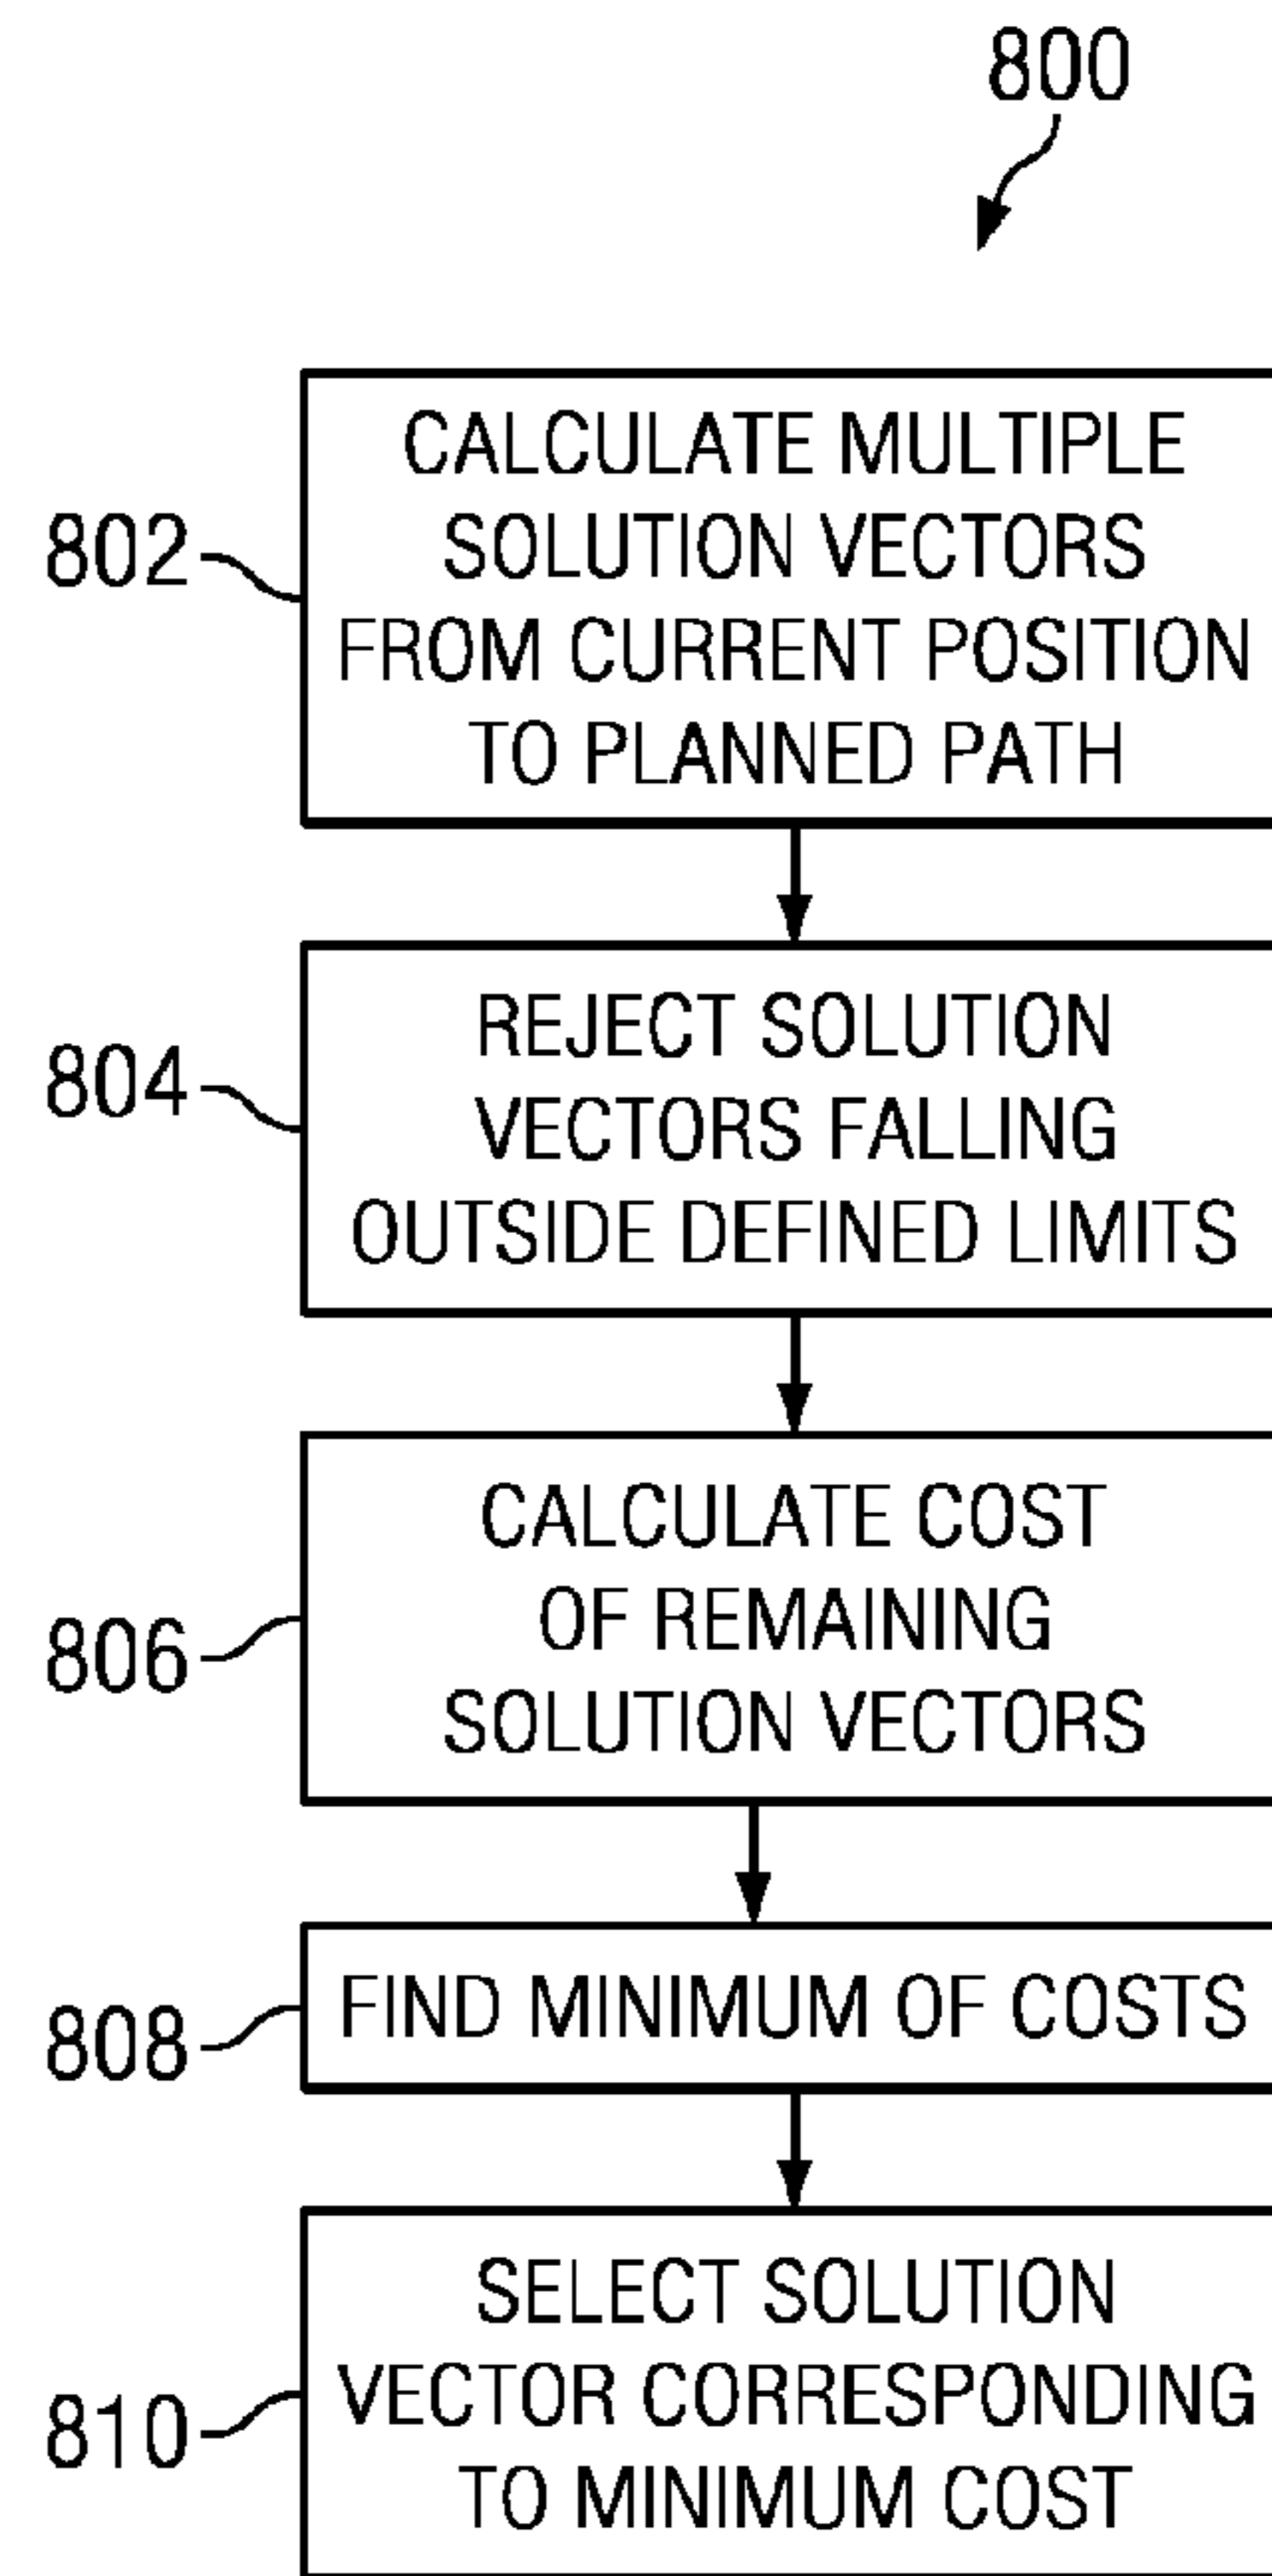 800
802
CALCULATE MULTIPLE
SOLUTION VECTORS
FROM CURRENT POSITION
TO PLANNED PATH
804
REJECT SOLUTION
VECTORS FALLING
OUTSIDE DEFINED LIMITS
806
CALCULATE COST
OF REMAINING
SOLUTION VECTORS
808
FIND MINIMUM OF COSTS
810
SELECT SOLUTION
VECTOR CORRESPONDING
TO MINIMUM COST